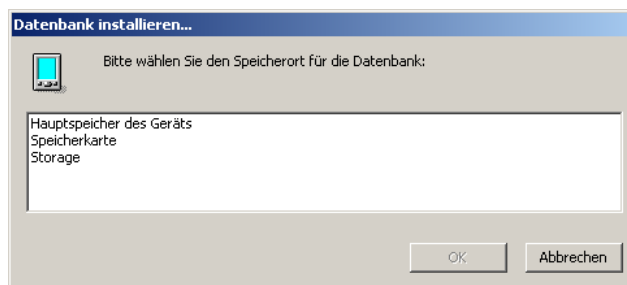 Datenbank installieren...
Bitte wählen Sie den Speicherort für die Datenbank:
Hauptspeicher des Geräts
Speicherkarte
Storage
OK
Abbrechen